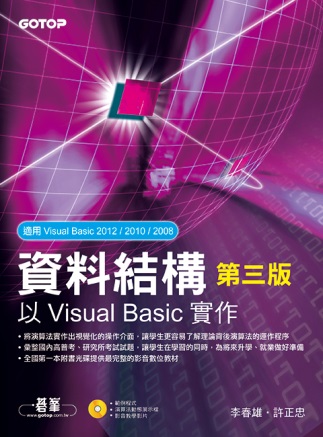 GOTOP
適用 Visual Basic 2012 / 2010 / 2008
資料結構 第三版
以 Visual Basic 實作
• 將演算法實作出視覺化的操作介面，讓學生更容易了解理論背後演算法的運作程序
• 彙整國內高普考、研究所考試試題，讓學生在學習的同時，為將來升學、就業做好準備
• 全國第一本附書光碟提供最完整的影音數位教材
碁峯
www.gotop.com.tw
• 範例程式
• 演算法動態展示檔
• 影音教學影片
李春雄・許正忠